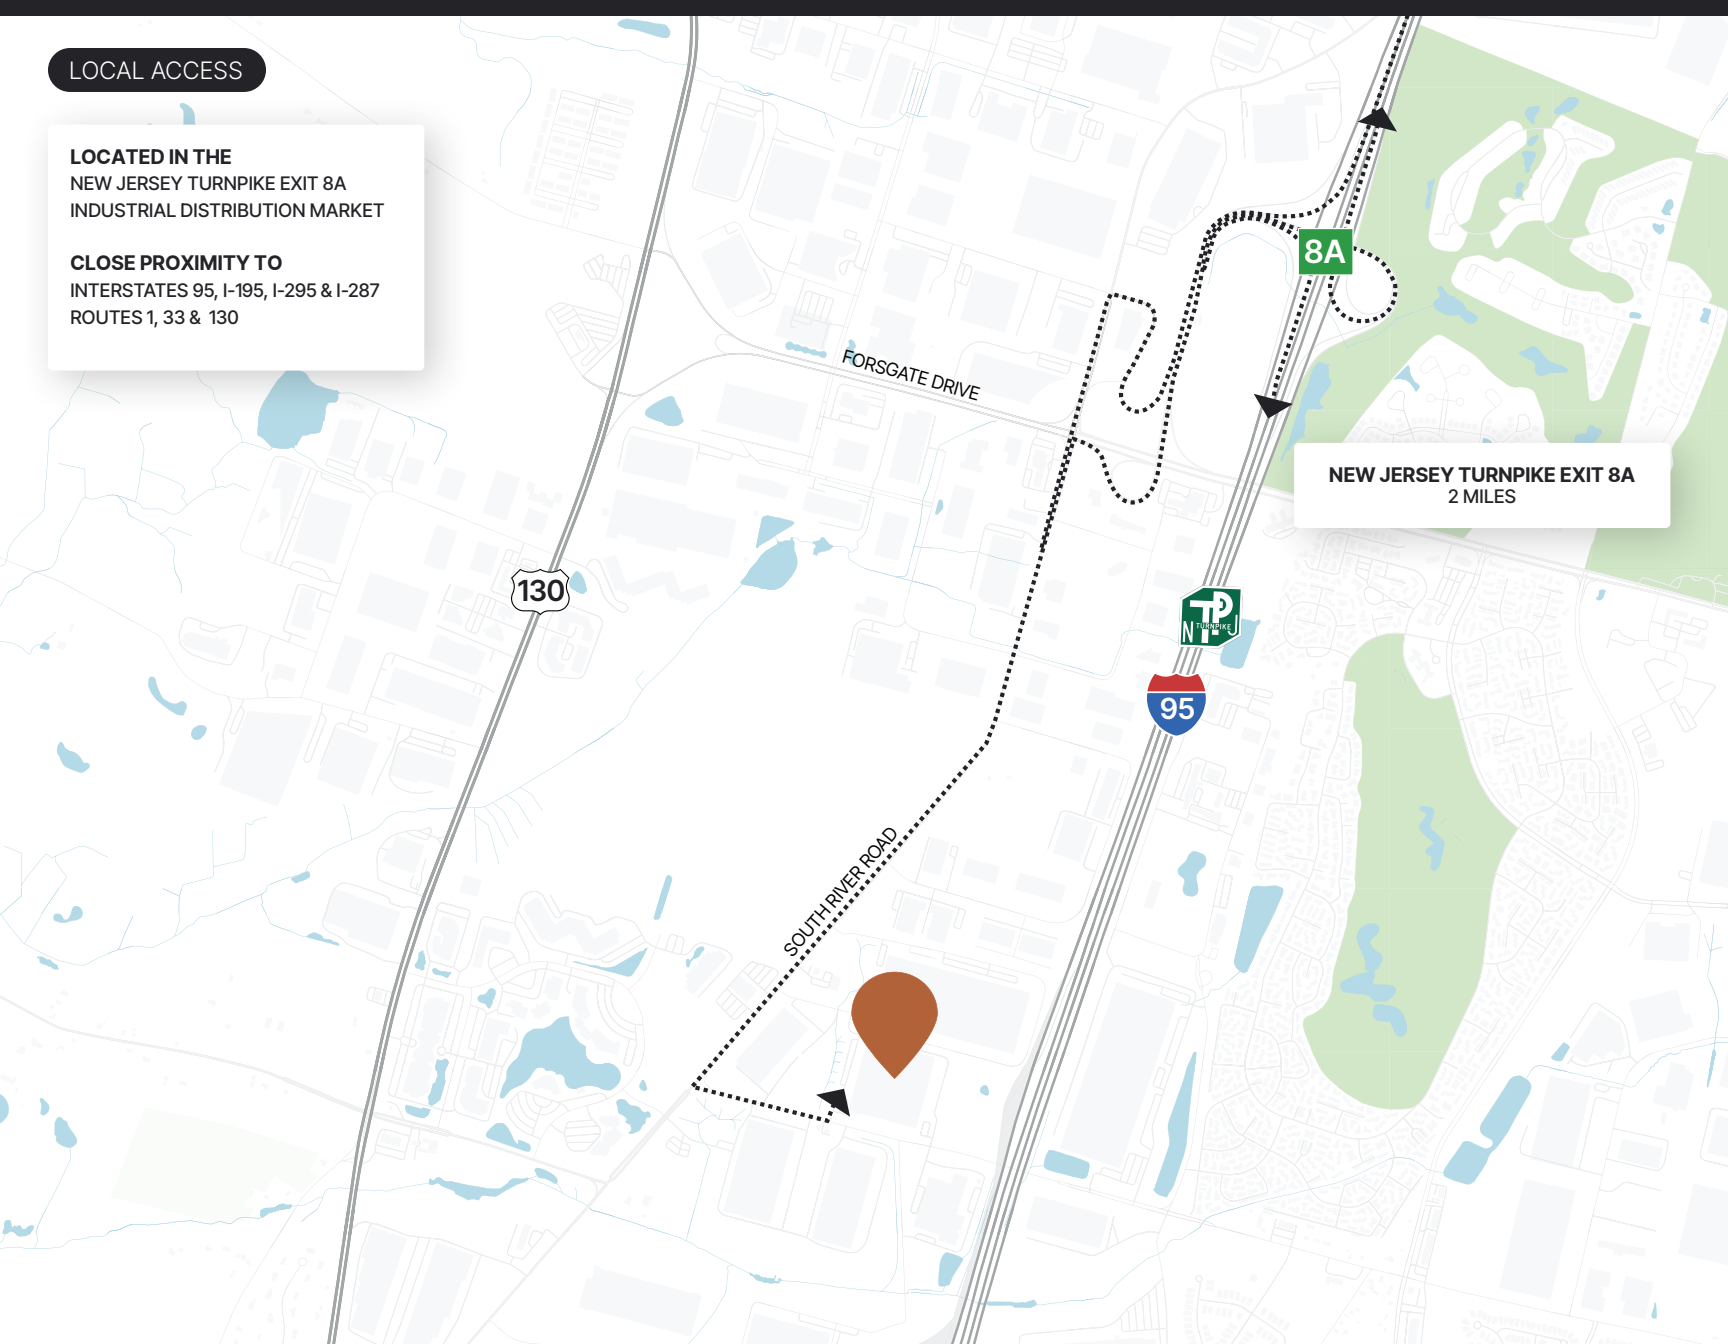 LOCAL ACCESS
LOCATED IN THE
NEW JERSEY TURNPIKE EXIT 8A
INDUSTRIAL DISTRIBUTION MARKET
CLOSE PROXIMITY TO
INTERSTATES 95, I-195, I-295 & I-287
ROUTES 1, 33 & 130
8A
FORSGATE DRIVE
NEW JERSEY TURNPIKE EXIT 8A
2 MILES
130
TP
N TURNPIKE J
95
SOUTH RIVER ROAD